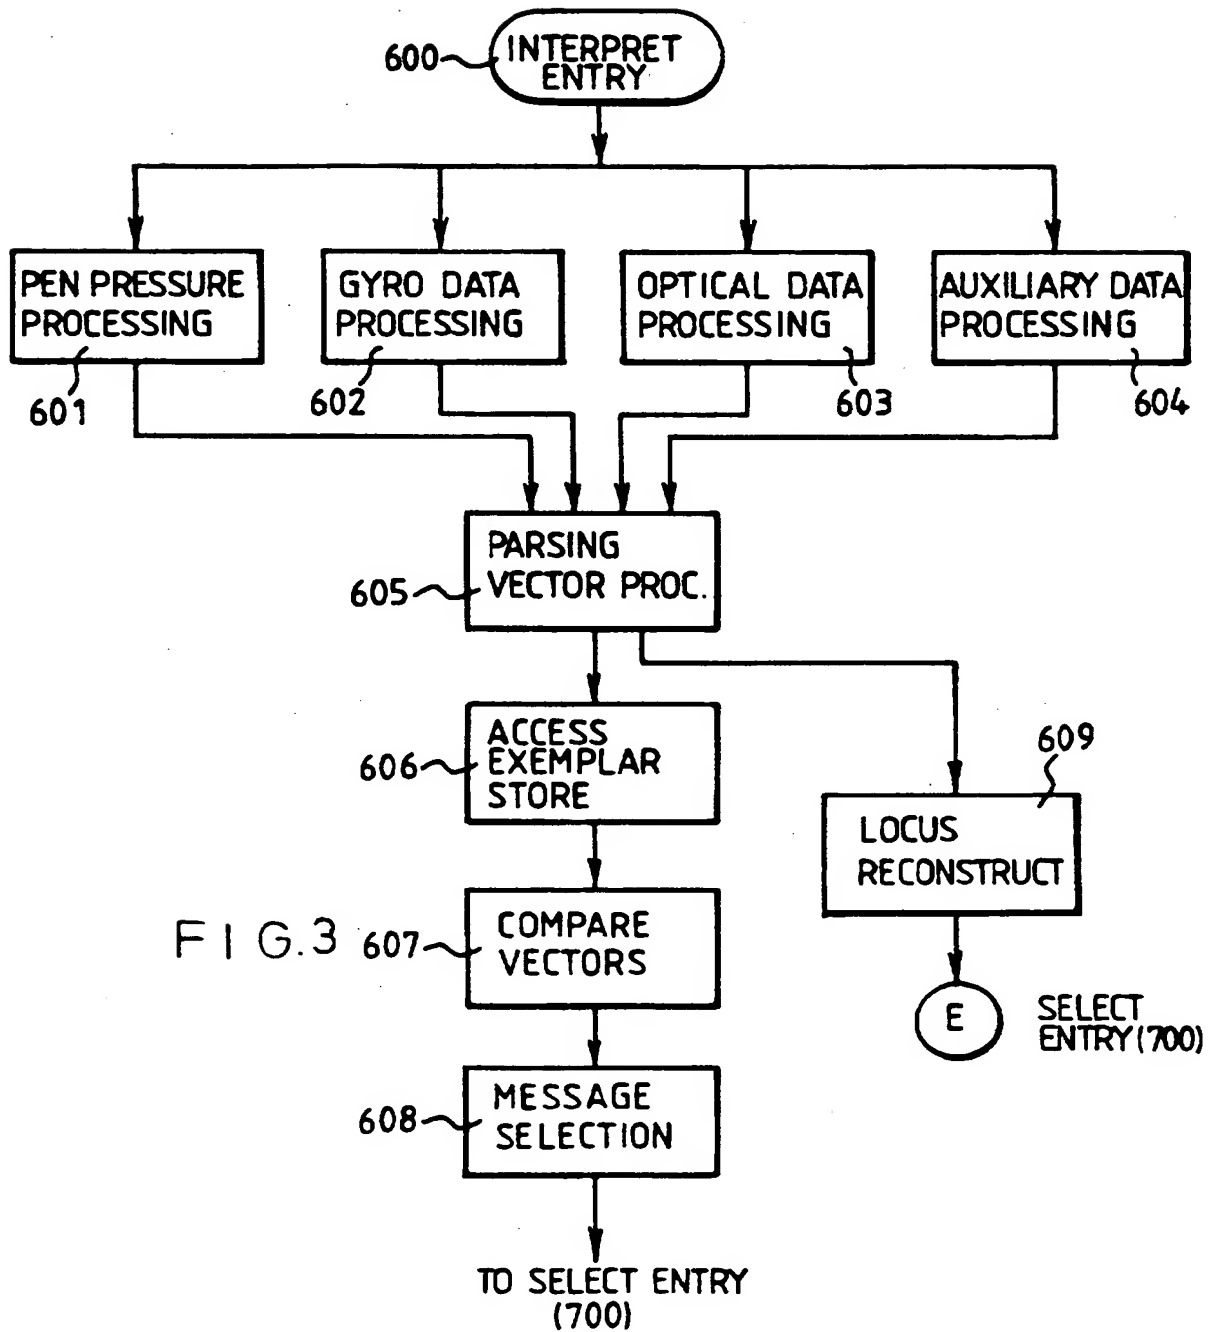 600
INTERPRET
ENTRY
PEN PRESSURE
PROCESSING
601
GYRO DATA
PROCESSING
602
OPTICAL DATA
PROCESSING
603
AUXILIARY DATA
PROCESSING
604
PARSING
VECTOR PROC.
605
ACCESS
EXEMPLAR
STORE
606
609
LOCUS
RECONSTRUCT
FIG.3
607
COMPARE
VECTORS
E
SELECT
ENTRY(700)
608
MESSAGE
SELECTION
TO SELECT ENTRY
(700)